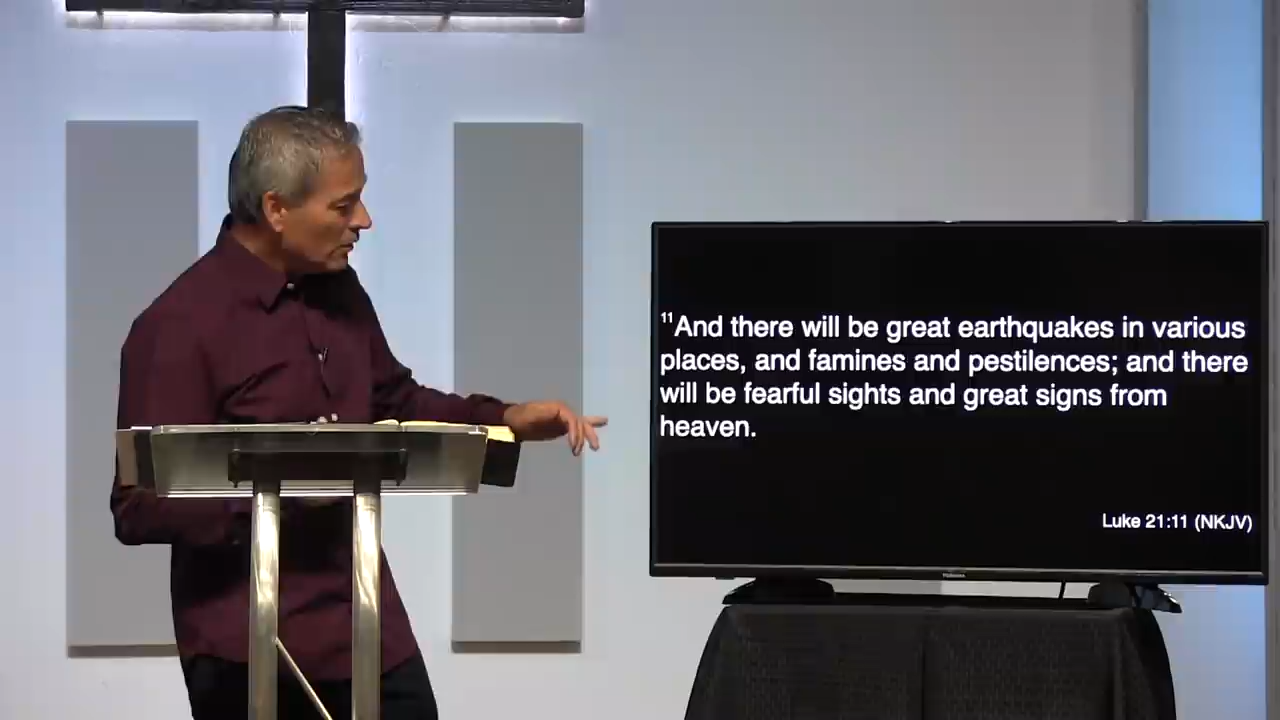 11And there will be great earthquakes in various
places, and famines and pestilences; and there
will be fearful sights and great signs from
heaven.
Luke 21:11 (NKJV)